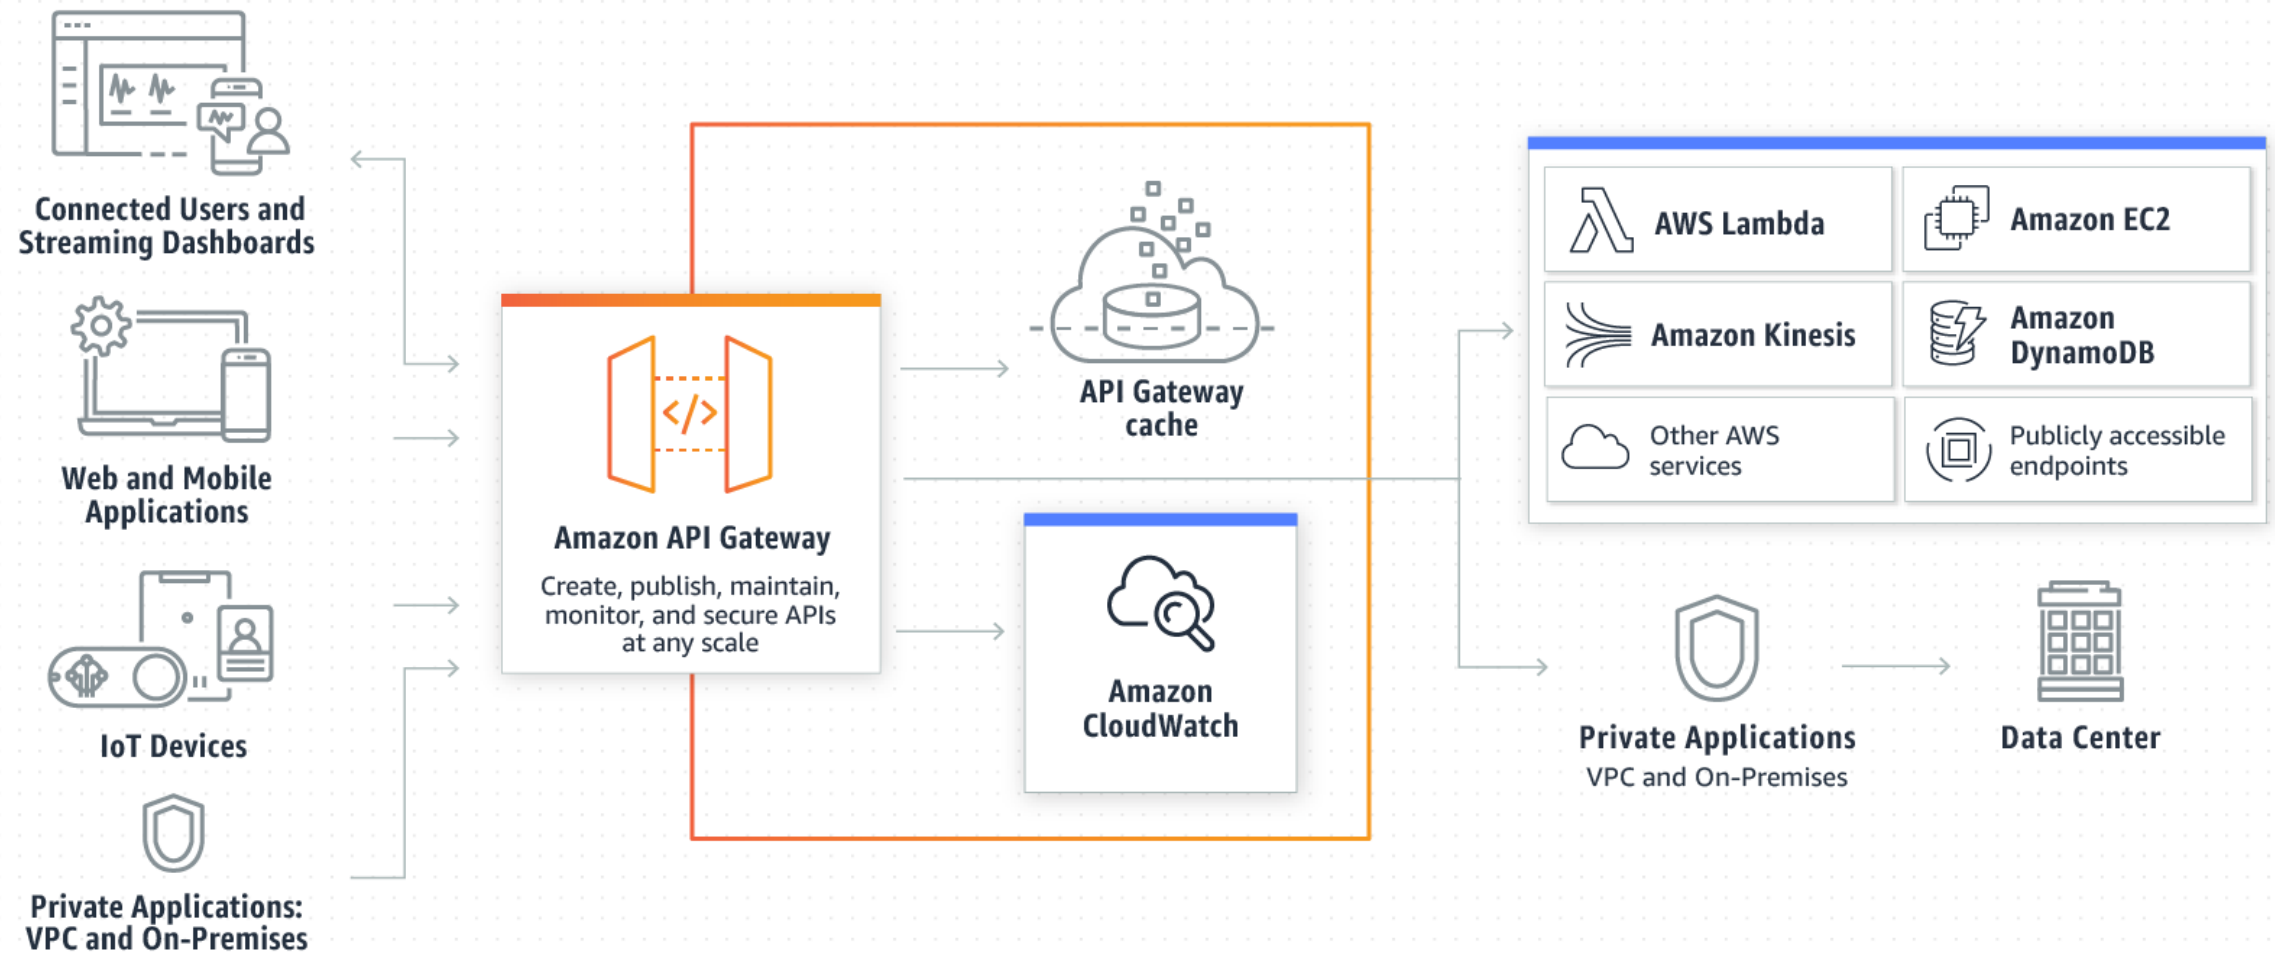 Connected Users and
Streaming Dashboards
Web and Mobile
Applications
IoT Devices
Private Applications:
VPC and On-Premises
</>
Amazon API Gateway
Create, publish, maintain,
monitor, and secure APIs
at any scale
API Gateway
cache
Amazon
CloudWatch
AWS Lambda
Amazon EC2
Amazon Kinesis
Amazon
DynamoDB
Other AWS
services
Publicly accessible
endpoints
Private Applications
VPC and On-Premises
Data Center